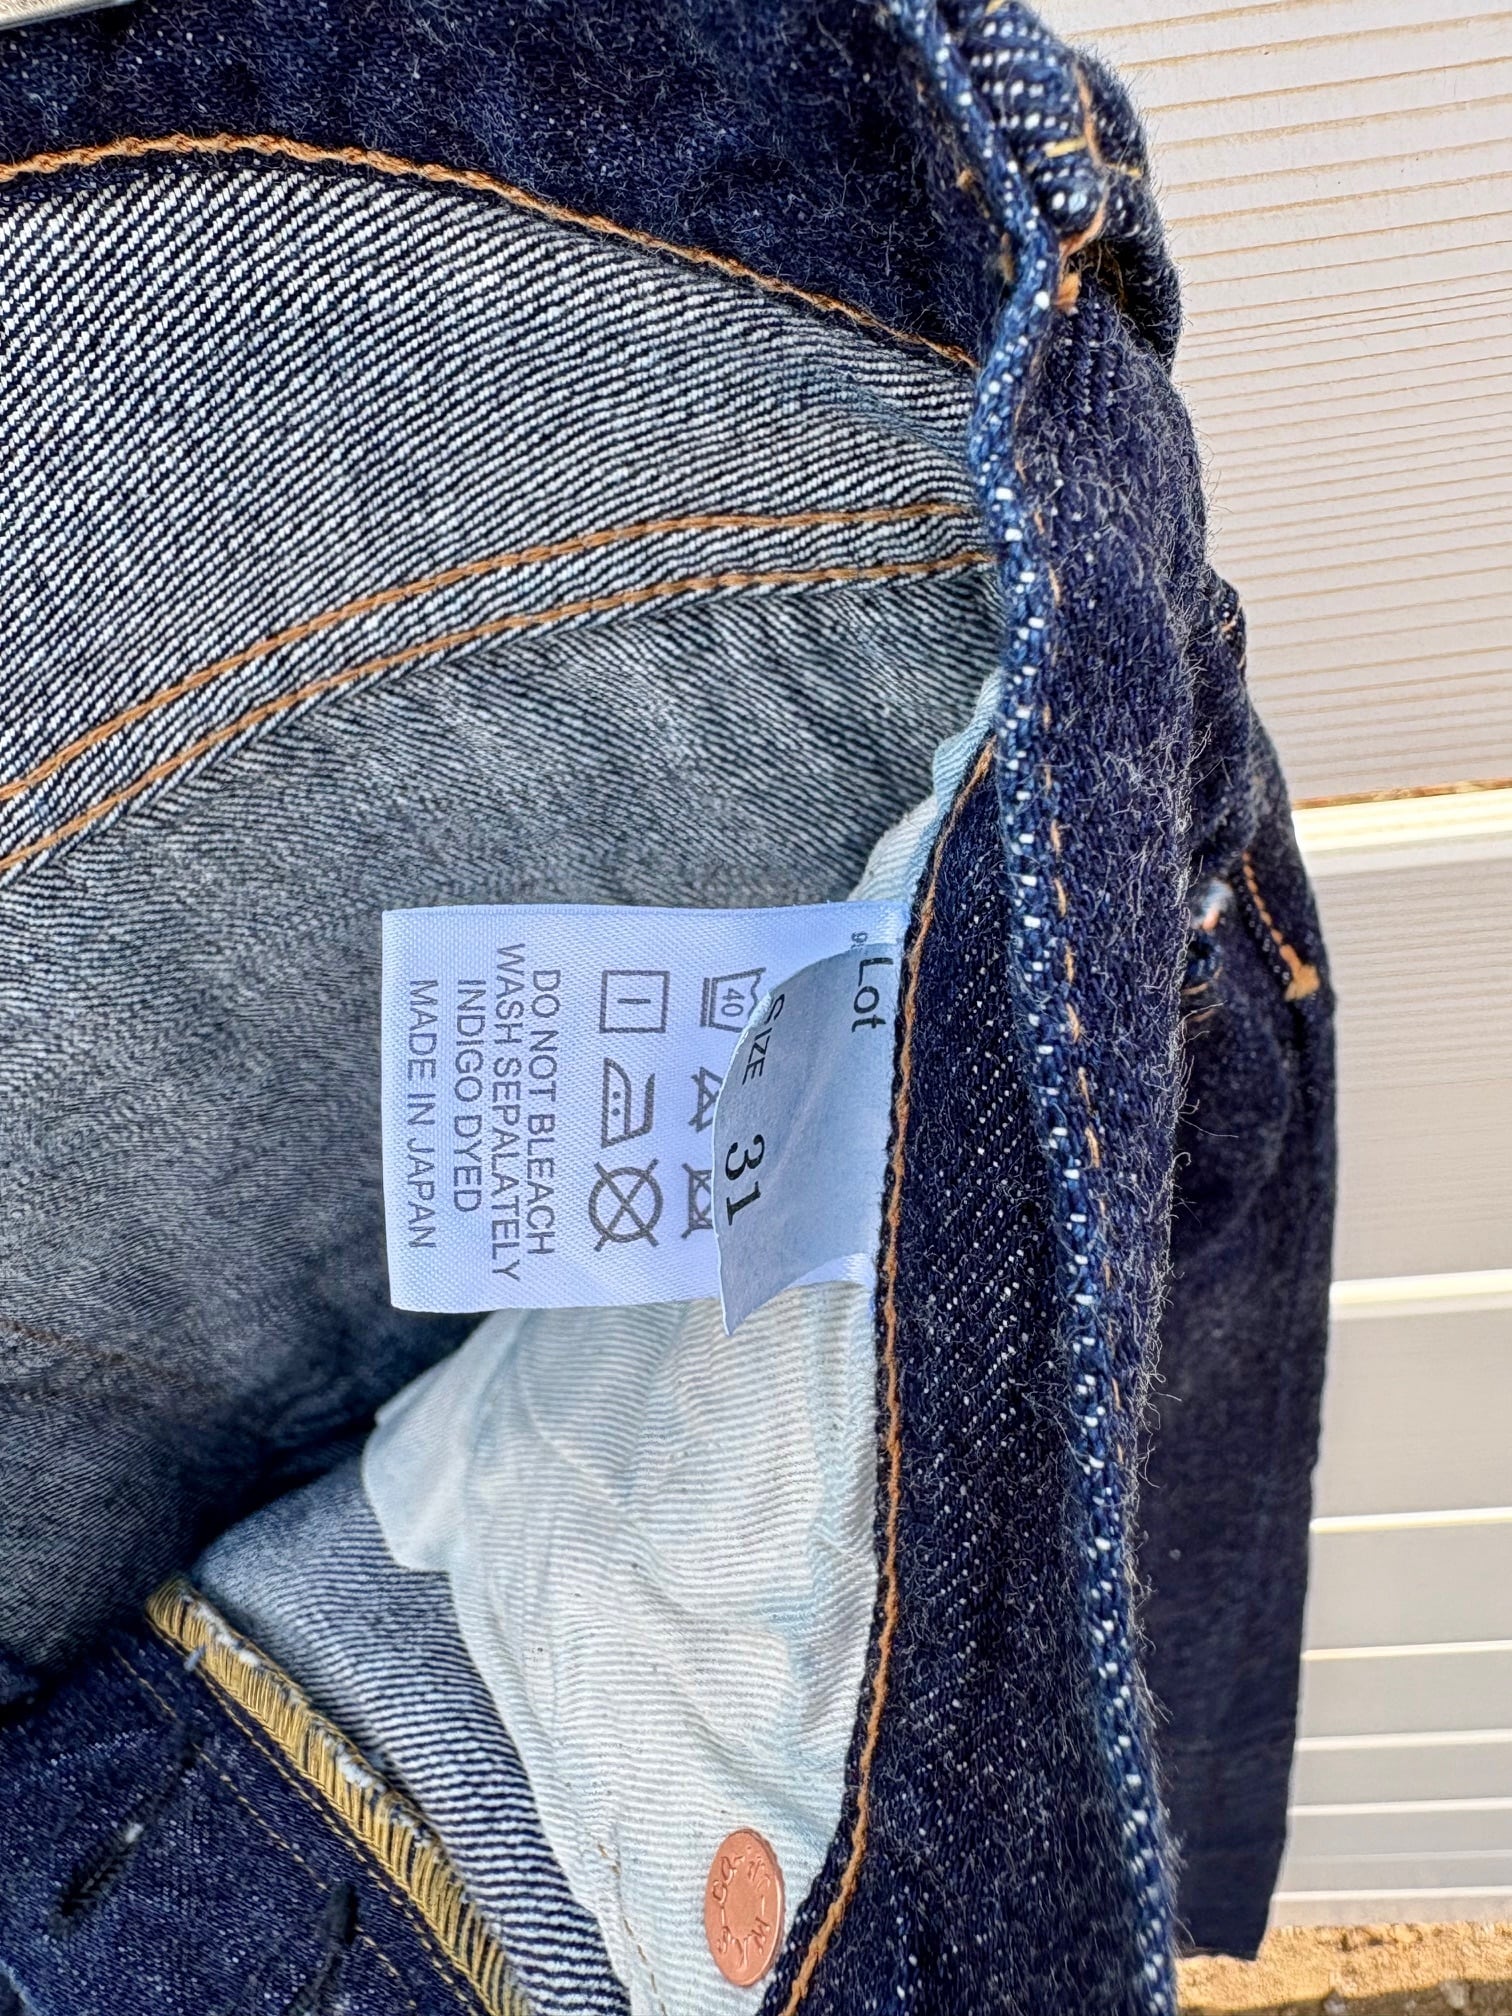 Lot
SIZE 31
40
DO NOT BLEACH
WASH SEPALATELY
INDIGO DYED
MADE IN JAPAN